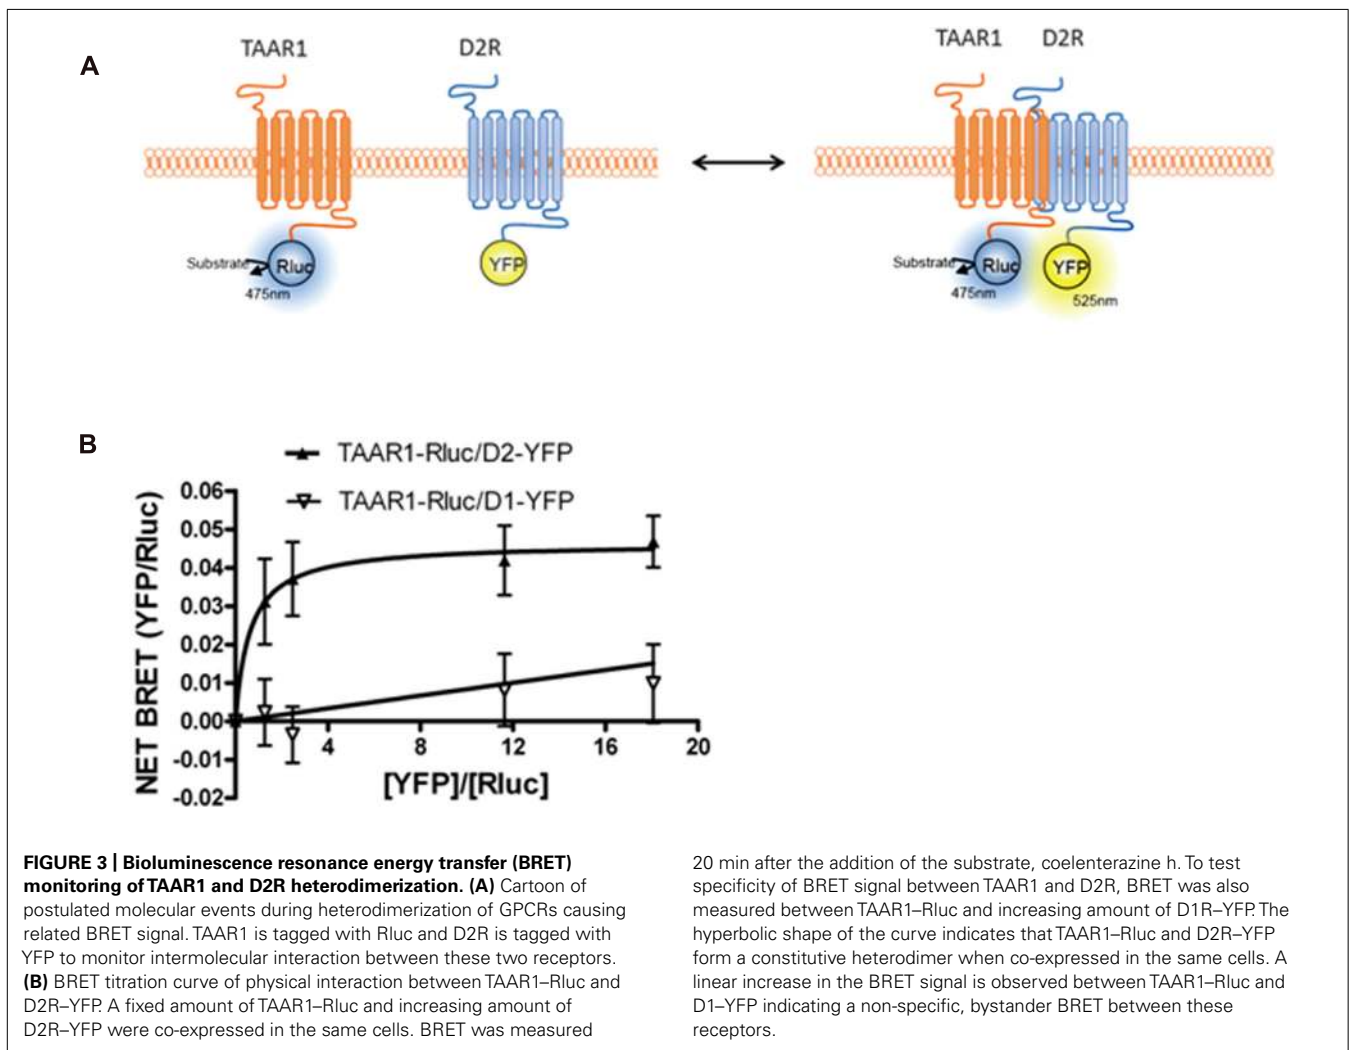 A
TAAR1
D2R
TAAR1
D2R
Substrate
Rluc
475nm
YFP
Substrate
Rluc
475nm
YFP
525nm
B
TAAR1-Rluc/D2-YFP
TAAR1-Rluc/D1-YFP
NET BRET (YFP/Rluc)
0.06
0.05
0.04
0.03
0.02
0.01
0.00
-0.01
-0.02
4 8 12 16 20
[YFP]/[Rluc]
FIGURE 3 | Bioluminescence resonance energy transfer (BRET)
monitoring of TAAR1 and D2R heterodimerization. (A) Cartoon of
postulated molecular events during heterodimerization of GPCRs causing
related BRET signal. TAAR1 is tagged with Rluc and D2R is tagged with
YFP to monitor intermolecular interaction between these two receptors.
(B) BRET titration curve of physical interaction between TAAR1–Rluc and
D2R–YFP. A fixed amount of TAAR1–Rluc and increasing amount of
D2R–YFP were co-expressed in the same cells. BRET was measured
20 min after the addition of the substrate, coelenterazine h. To test
specificity of BRET signal between TAAR1 and D2R, BRET was also
measured between TAAR1–Rluc and increasing amount of D1R–YFP. The
hyperbolic shape of the curve indicates that TAAR1–Rluc and D2R–YFP
form a constitutive heterodimer when co-expressed in the same cells. A
linear increase in the BRET signal is observed between TAAR1–Rluc and
D1–YFP indicating a non-specific, bystander BRET between these
receptors.